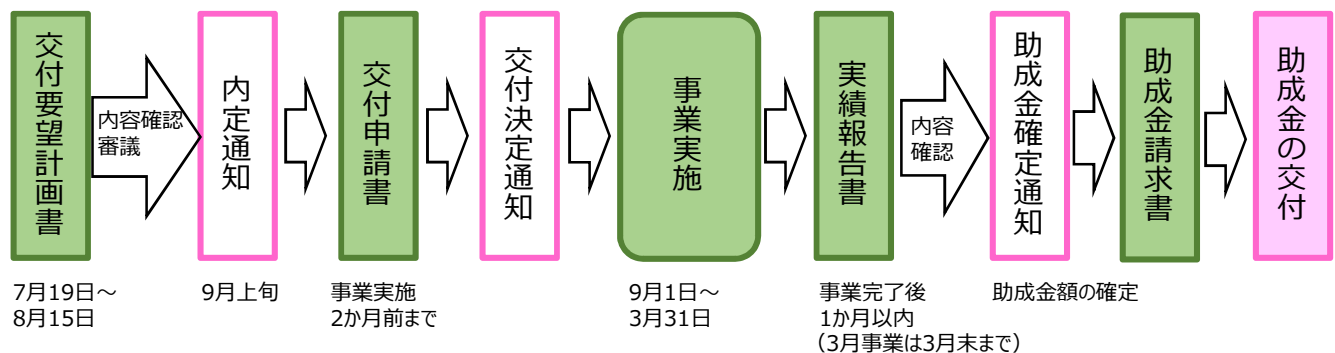 交付要望計画書
内容確認
審議
内定通知
交付申請書
交付決定通知
事業実施
実績報告書
内容
確認
助成金確定通知
助成金請求書
助成金の交付
7月19日～
8月15日
9月上旬
事業実施
2か月前まで
9月1日～
3月31日
事業完了後
1か月以内
（3月事業は3月末まで）
助成金額の確定